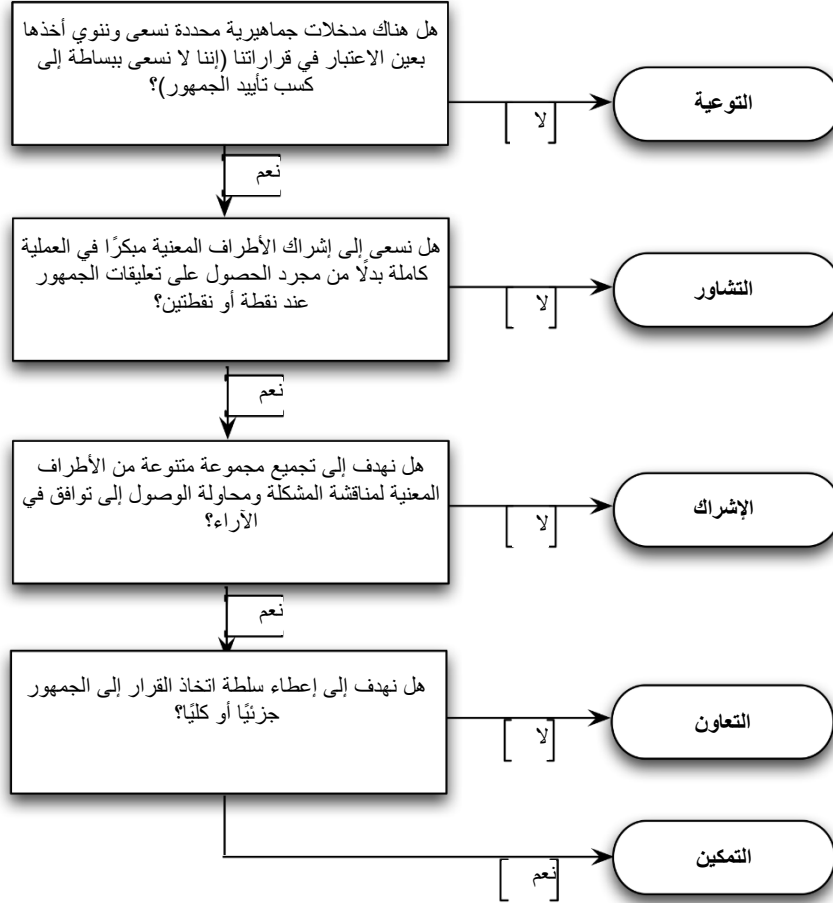 هل هناك مدخلات جماهيرية محددة نسعى وننوي أخذها
بعين الاعتبار في قراراتنا (إننا لا نسعى ببساطة إلى
كسب تأييد الجمهور)؟
التوعية
لا
نعم
هل نسعى إلى إشراك الأطراف المعنية مبكرًا في العملية
كاملة بدلًا من مجرد الحصول على تعليقات الجمهور
عند نقطة أو نقطتين؟
التشاور
لا
نعم
هل نهدف إلى تجميع مجموعة متنوعة من الأطراف
المعنية لمناقشة المشكلة ومحاولة الوصول إلى توافق في
الآراء؟
الإشراك
لا
نعم
هل نهدف إلى إعطاء سلطة اتخاذ القرار إلى الجمهور
جزئيًا أو كليًا؟
التعاون
لا
التمكين
نعم